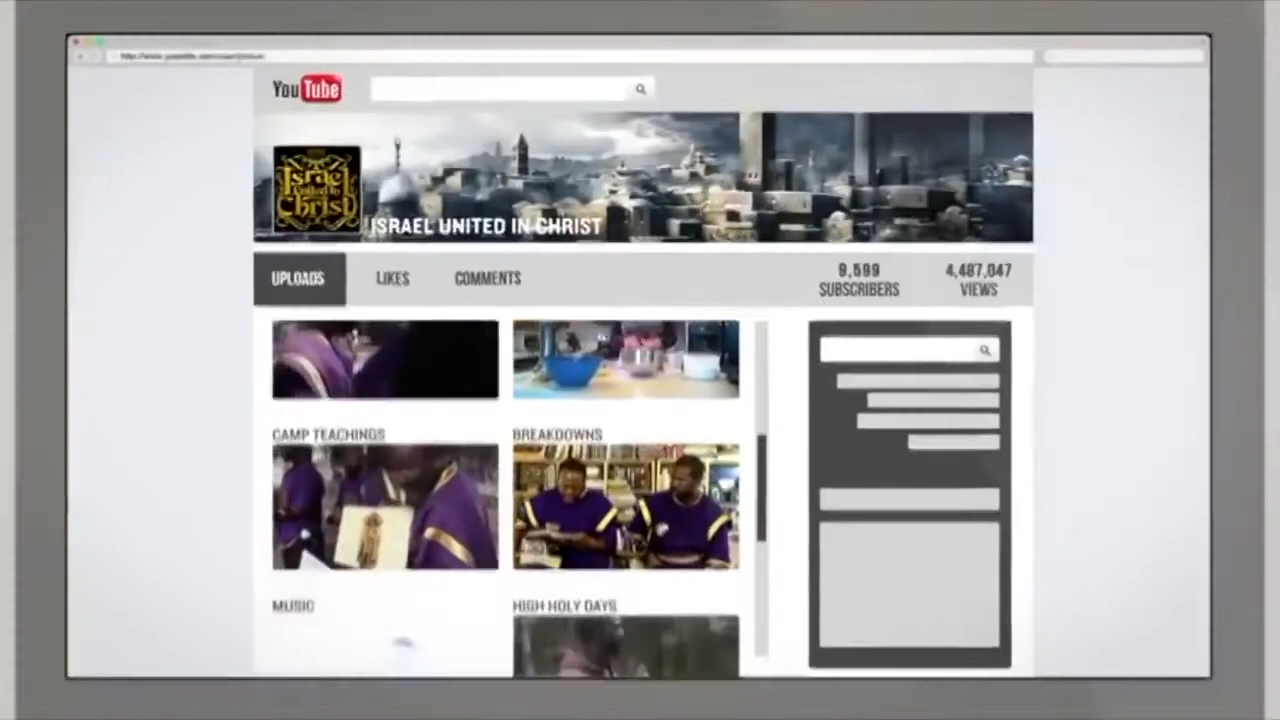 YouTube
Israel
United In
Christ
ISRAEL UNITED IN CHRIST
UPLOADS
LIKES
COMMENTS
9,599
SUBSCRIBERS
4,487,047
VIEWS
CAMP TEACHINGS
BREAKDOWNS
MUSIC
HIGH HOLY DAYS